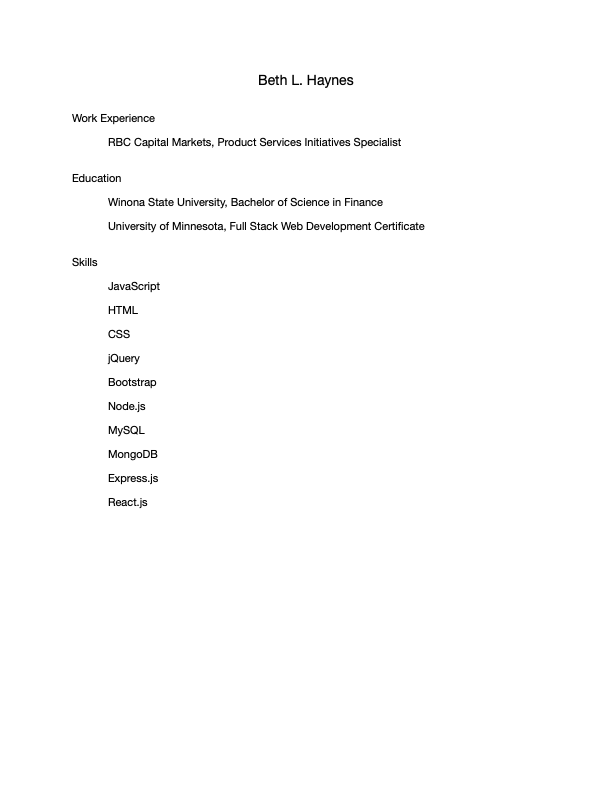 Beth L. Haynes
Work Experience
RBC Capital Markets, Product Services Initiatives Specialist
Education
Winona State University, Bachelor of Science in Finance
University of Minnesota, Full Stack Web Development Certificate
Skills
JavaScript
HTML
CSS
jQuery
Bootstrap
Node.js
MySQL
MongoDB
Express.js
React.js